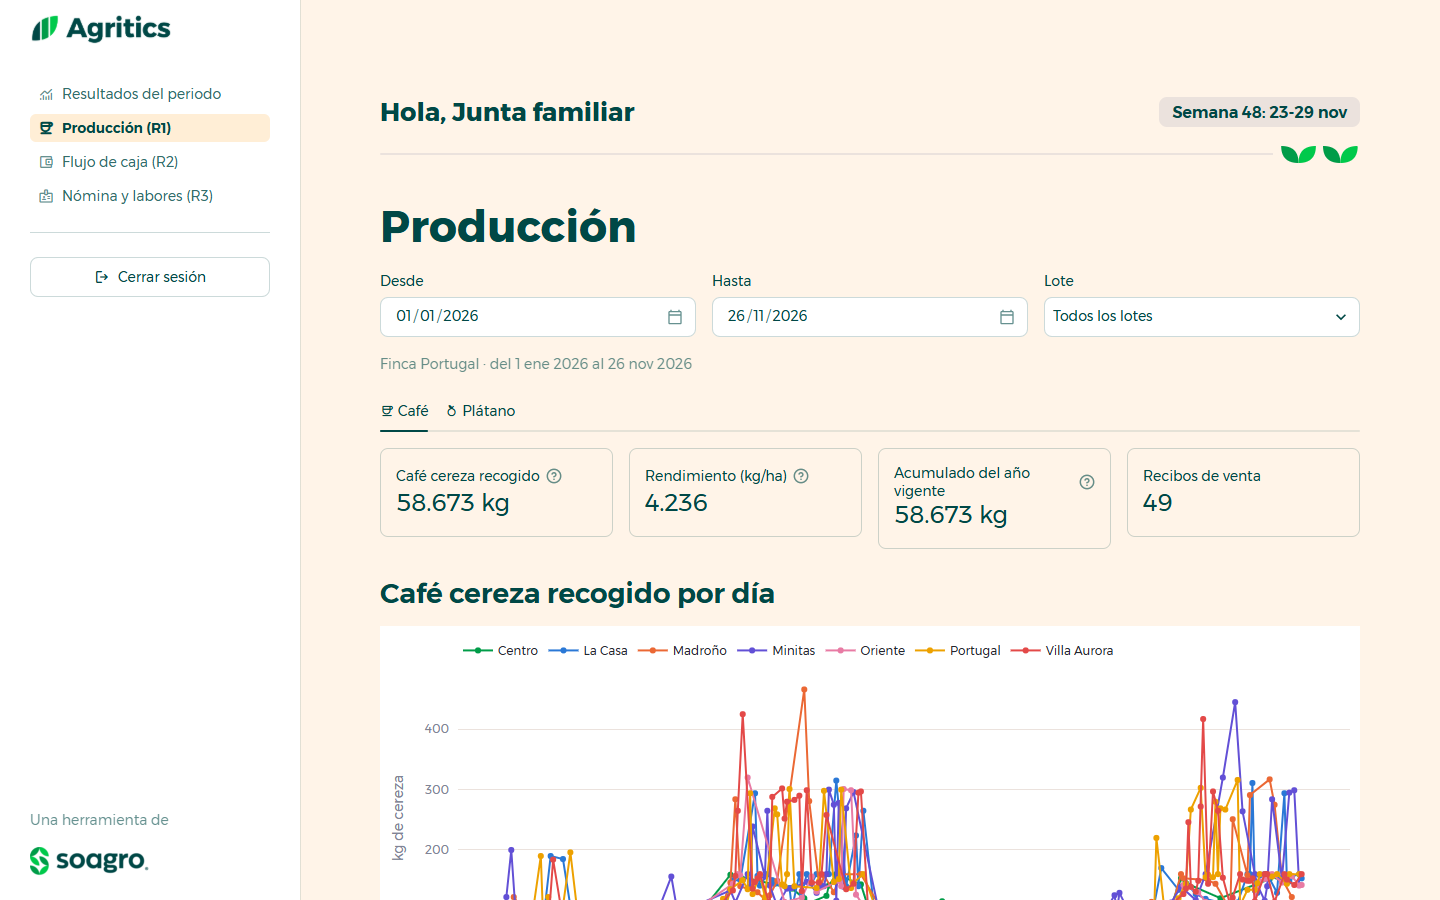 Agritics
Resultados del periodo
Producción (R1)
Flujo de caja (R2)
Nómina y labores (R3)
Cerrar sesión
Una herramienta de
soagro.
Hola, Junta familiar
Semana 48: 23-29 nov
Producción
Desde
Hasta
Lote
01/01/2026
26/11/2026
Todos los lotes
Finca Portugal · del 1 ene 2026 al 26 nov 2026
Café
Plátano
Café cereza recogido
58.673 kg
Rendimiento (kg/ha)
4.236
Acumulado del año
vigente
58.673 kg
Recibos de venta
49
Café cereza recogido por día
Centro La Casa Madroño Minitas Oriente Portugal Villa Aurora
kg de cereza
400
300
200